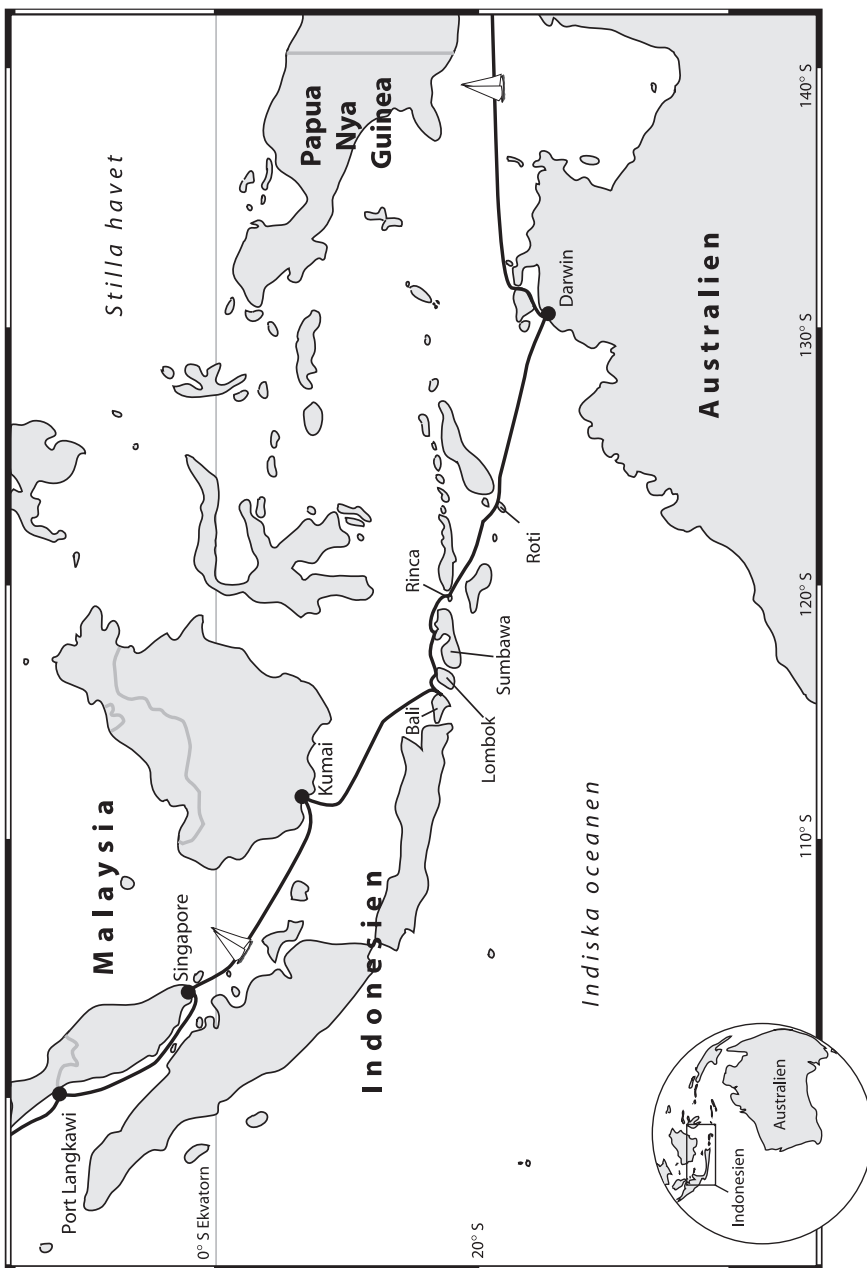 Stilla havet
Papua
Nya
Guinea
Malaysia
Singapore
Port Langkawi
Kumai
0° S Ekvatorn
Indonesien
Bali
Lombok
Sumbawa
Rinca
Roti
Darwin
Australien
Indiska oceanen
20° S
110° S
120° S
130° S
140° S
Indonesien
Australien